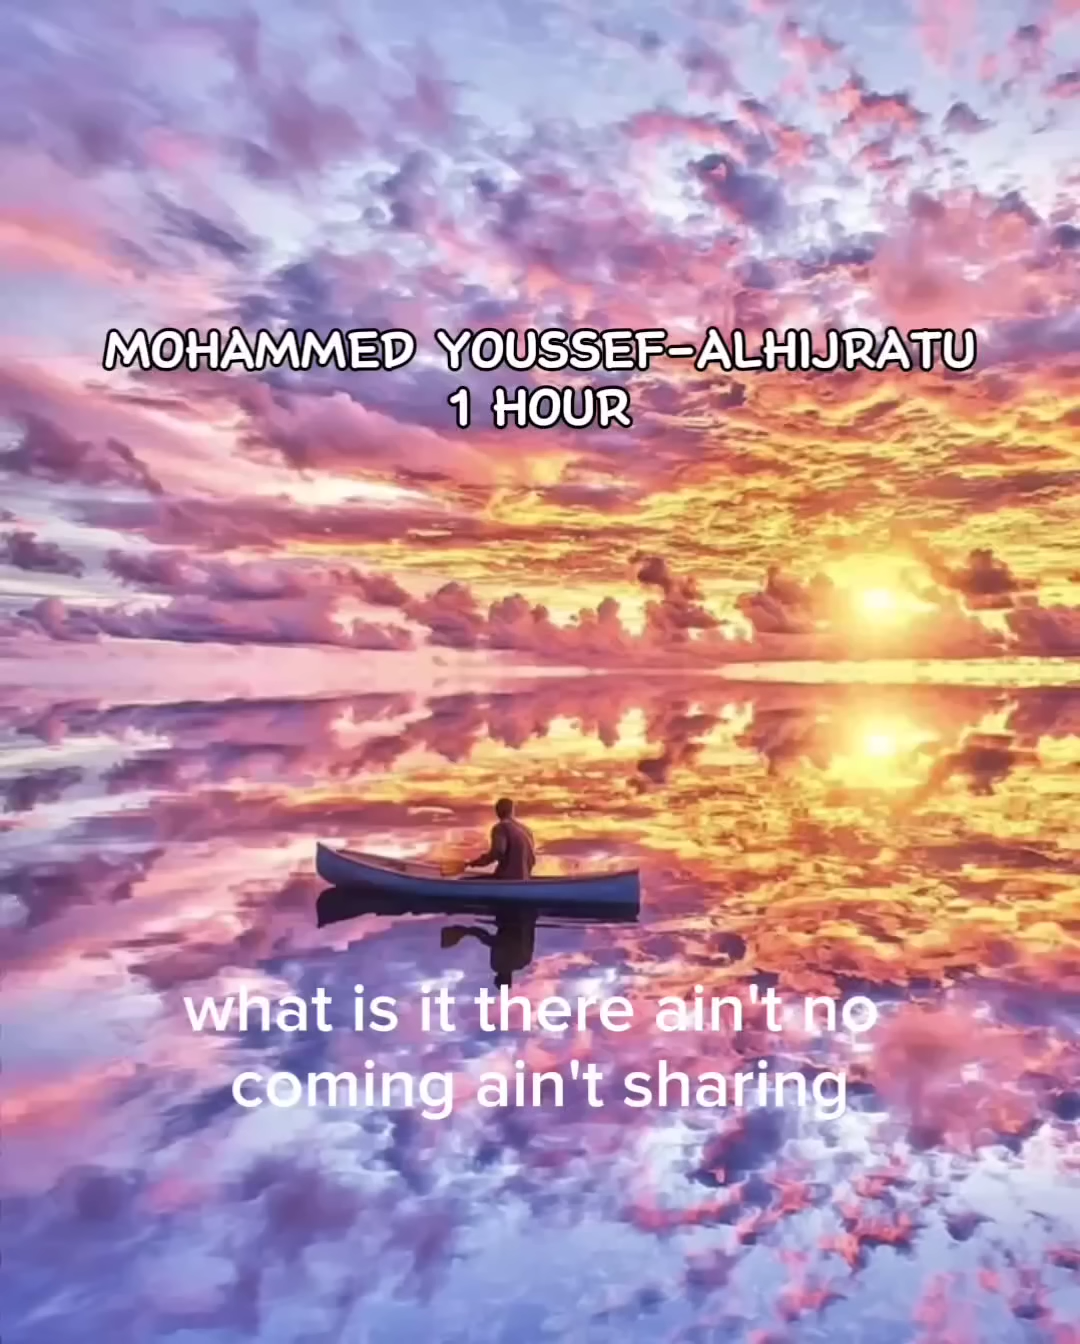 MOHAMMED YOUSSEF-ALHIJRATU
1 HOUR
what is it there ain't no
coming ain't sharing